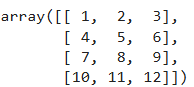 array([[ 1, 2, 3],
[ 4, 5, 6],
[ 7, 8, 9],
[10, 11, 12]])